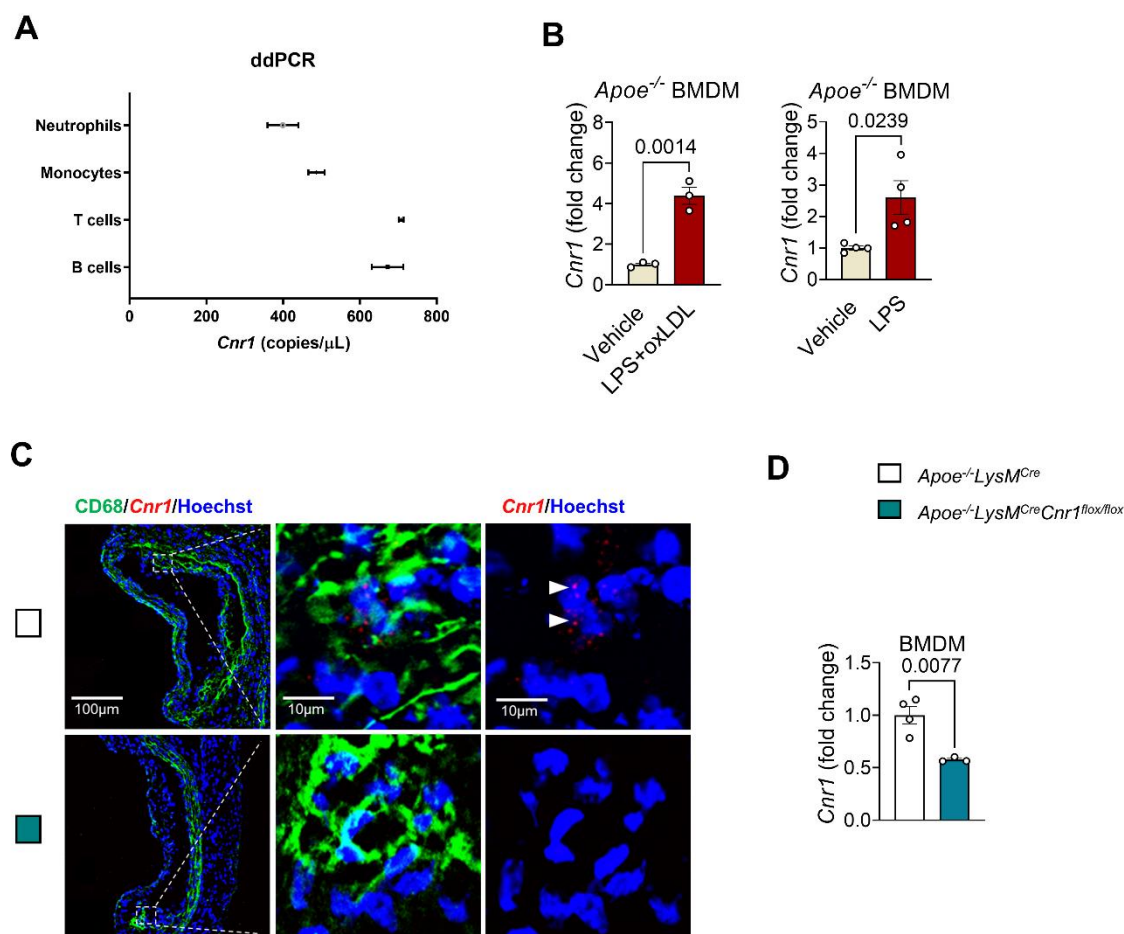 A
ddPCR
Neutrophils
Monocytes
T cells
B cells
0 200 400 600 800
Cnr1 (copies/μL)
B
Apoe-/- BMDM
0.0014
Cnr1 (fold change)
8
6
4
2
0
Vehicle
LPS+oxLDL
Apoe-/- BMDM
0.0239
Cnr1 (fold change)
5
4
3
2
1
0
Vehicle
LPS
C
CD68/Cnr1/Hoechst
Cnr1/Hoechst
100μm
10μm
10μm
D
Apoe-/-LysMCre
Apoe-/-LysMCreCnr1flox/flox
BMDM
0.0077
Cnr1 (fold change)
1.5
1.0
0.5
0.0